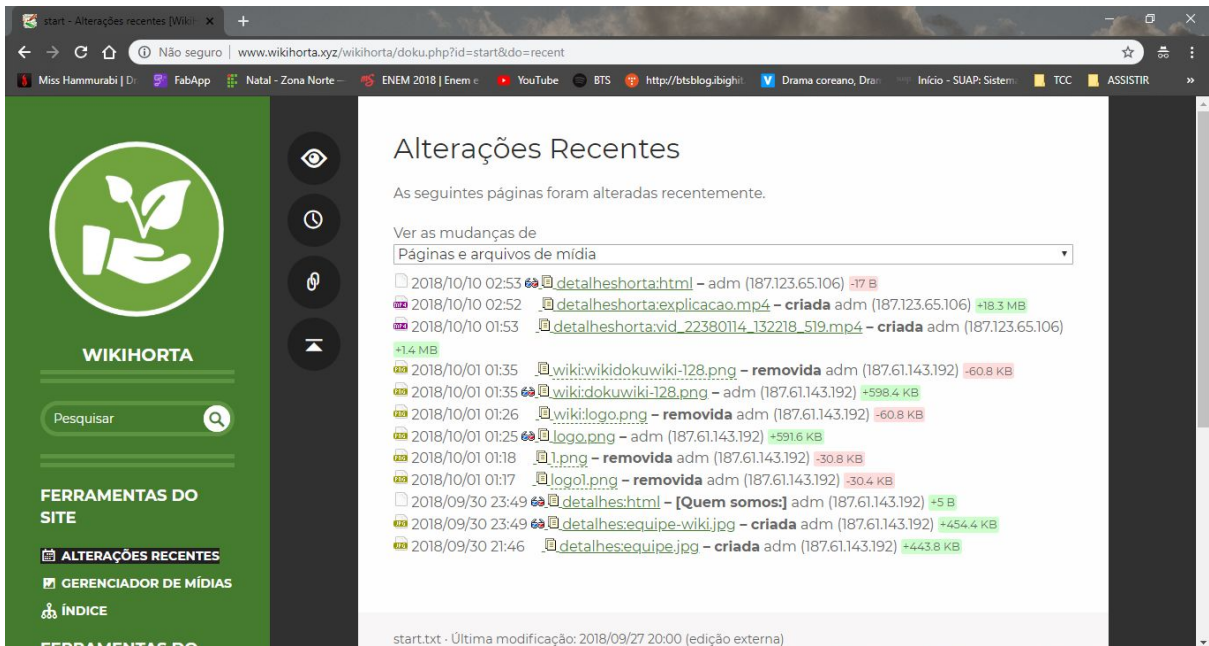 start - Alterações recentes [Wikih
Não seguro | www.wikihorta.xyz/wikihorta/doku.php?id=start&do=recent
Miss Hammurabi | Dr FabApp Natal - Zona Norte — ENEM 2018 | Enem e YouTube BTS http://btsblog.ibighit. Drama coreano, Dran Início - SUAP: Sistema TCC ASSISTIR »
WIKIHORTA
Pesquisar
FERRAMENTAS DO
SITE
ALTERAÇÕES RECENTES
GERENCIADOR DE MÍDIAS
ÍNDICE
FERRAMENTAS DO
Alterações Recentes
As seguintes páginas foram alteradas recentemente.
Ver as mudanças de
Páginas e arquivos de mídia
2018/10/10 02:53 detalheshorta:html – adm (187.123.65.106) -17 B
2018/10/10 02:52 detalheshorta:explicacao.mp4 – criada adm (187.123.65.106) +18.3 MB
2018/10/10 01:53 detalheshorta:vid_22380114_132218_519.mp4 – criada adm (187.123.65.106)
+1.4 MB
2018/10/01 01:35 wiki:wikidokuwiki-128.png – removida adm (187.61.143.192) -60.8 KB
2018/10/01 01:35 wiki:dokuwiki-128.png – adm (187.61.143.192) +598.4 KB
2018/10/01 01:26 wiki:logo.png – removida adm (187.61.143.192) -60.8 KB
2018/10/01 01:25 logo.png – adm (187.61.143.192) +591.6 KB
2018/10/01 01:18 1.png – removida adm (187.61.143.192) -30.8 KB
2018/10/01 01:17 logo1.png – removida adm (187.61.143.192) -30.4 KB
2018/09/30 23:49 detalhes:html – [Quem somos:] adm (187.61.143.192) +5 B
2018/09/30 23:49 detalhes:equipe-wiki.jpg – criada adm (187.61.143.192) +454.4 KB
2018/09/30 21:46 detalhes:equipe.jpg – criada adm (187.61.143.192) +443.8 KB
start.txt · Última modificação: 2018/09/27 20:00 (edição externa)